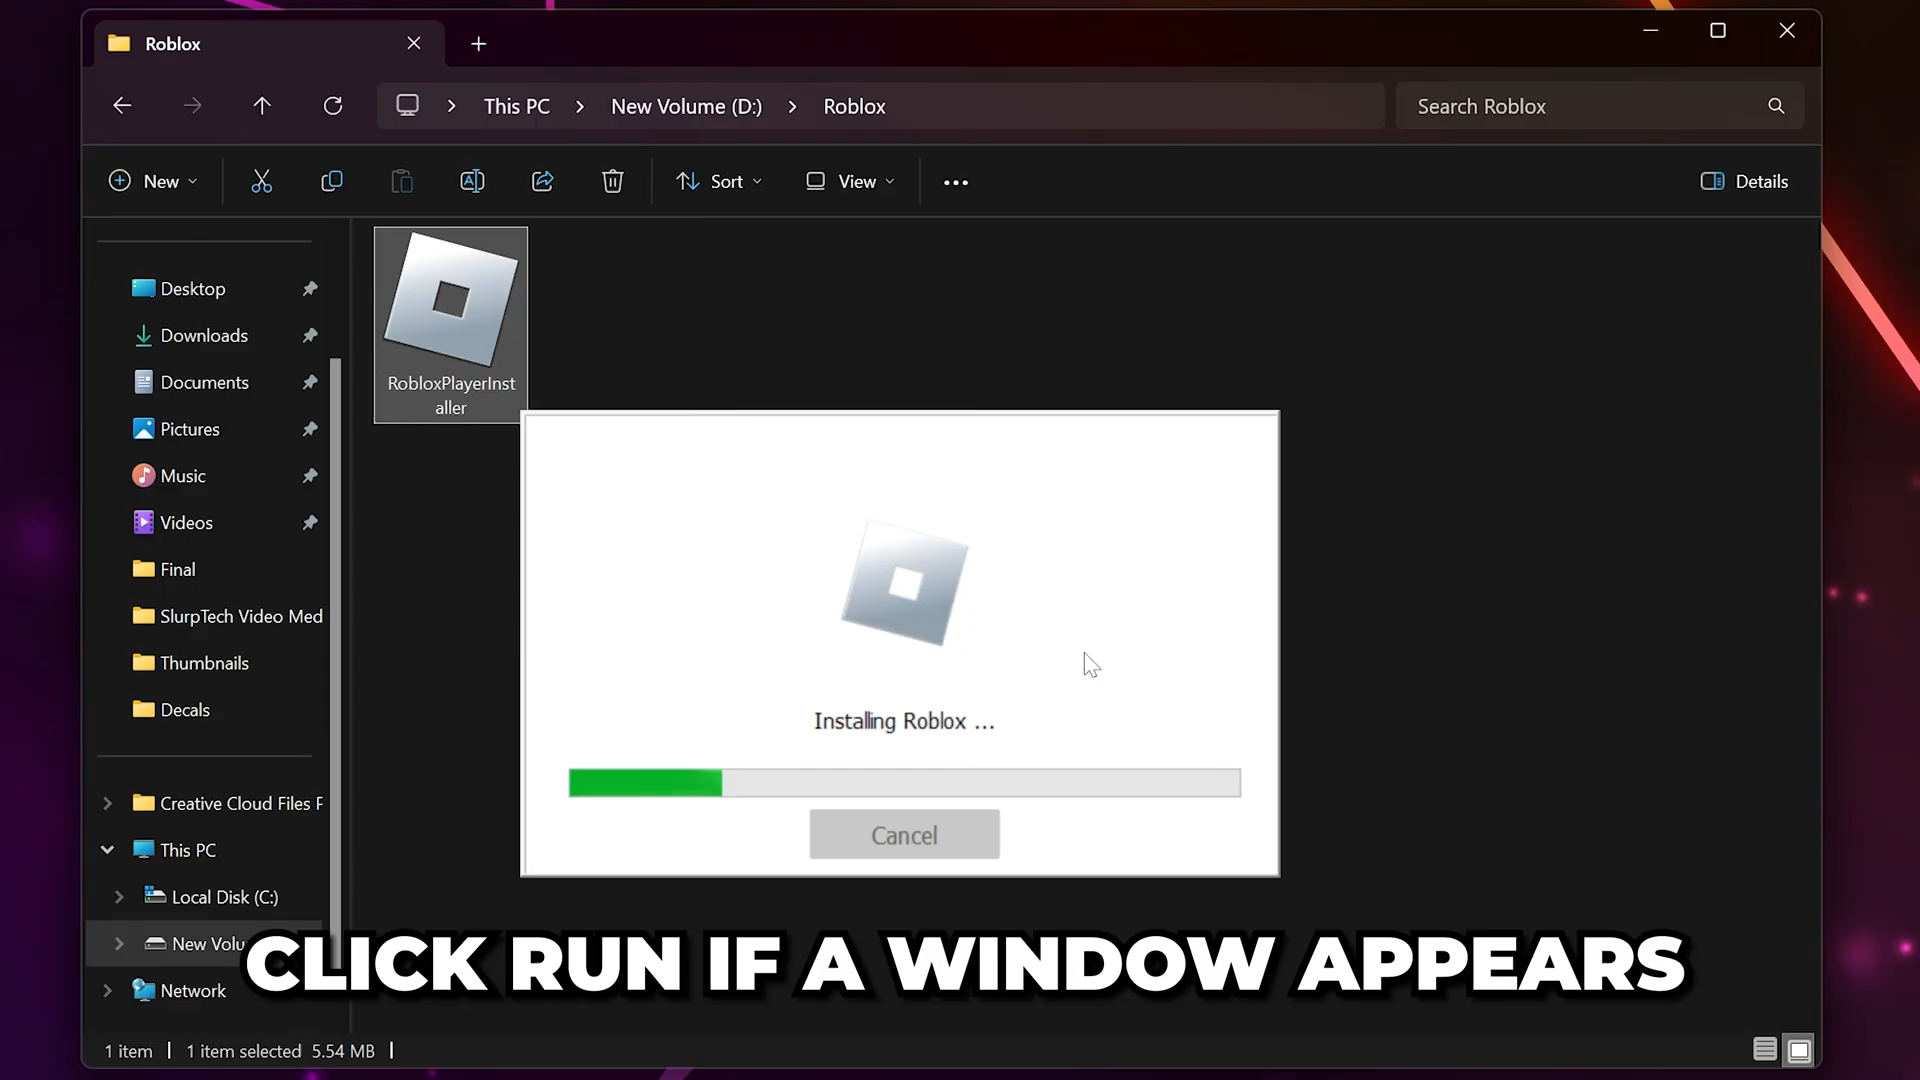 Roblox
This PC
New Volume (D:)
Roblox
Search Roblox
New
Sort
View
Details
Desktop
Downloads
Documents
Pictures
Music
Videos
Final
SlurpTech Video Med
Thumbnails
Decals
Creative Cloud Files F
This PC
Local Disk (C:)
New Volu
Network
RobloxPlayerInst
aller
Installing Roblox ...
Cancel
CLICK RUN IF A WINDOW APPEARS
1 item
1 item selected 5.54 MB